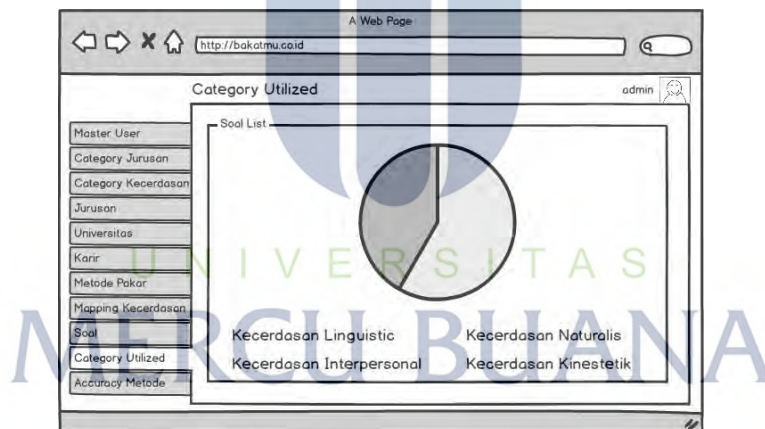 A Web Page
http://bakatmu.co.id
Category Utilized
admin
Soal List
Master User
Category Jurusan
Category Kecerdasan
Jurusan
Universitas
Karir
Metode Pakar
Mapping Kecerdasan
Soal
Category Utilized
Accuracy Metode
Kecerdasan Linguistic Kecerdasan Naturalis
Kecerdasan Interpersonal Kecerdasan Kinestetik
UNIVERSITAS
MERCU BUANA